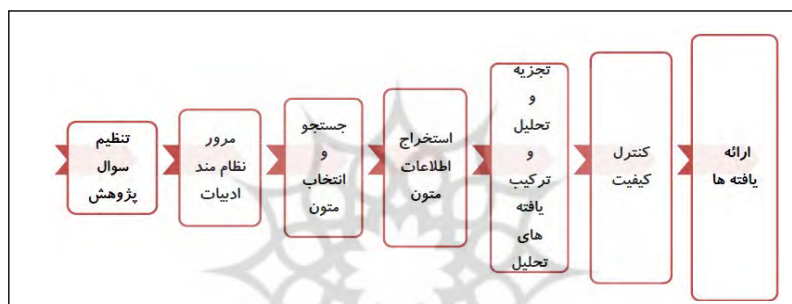 تنظیم
سوال
پژوهش
مرور
نظام مند
ادبیات
جستجو
و
انتخاب
متون
استخراج
اطلاعات
متون
تجزیه
و
تحلیل
و
ترکیب
یافته
های
تحلیل
کنترل
کیفیت
ارائه
یافته ها